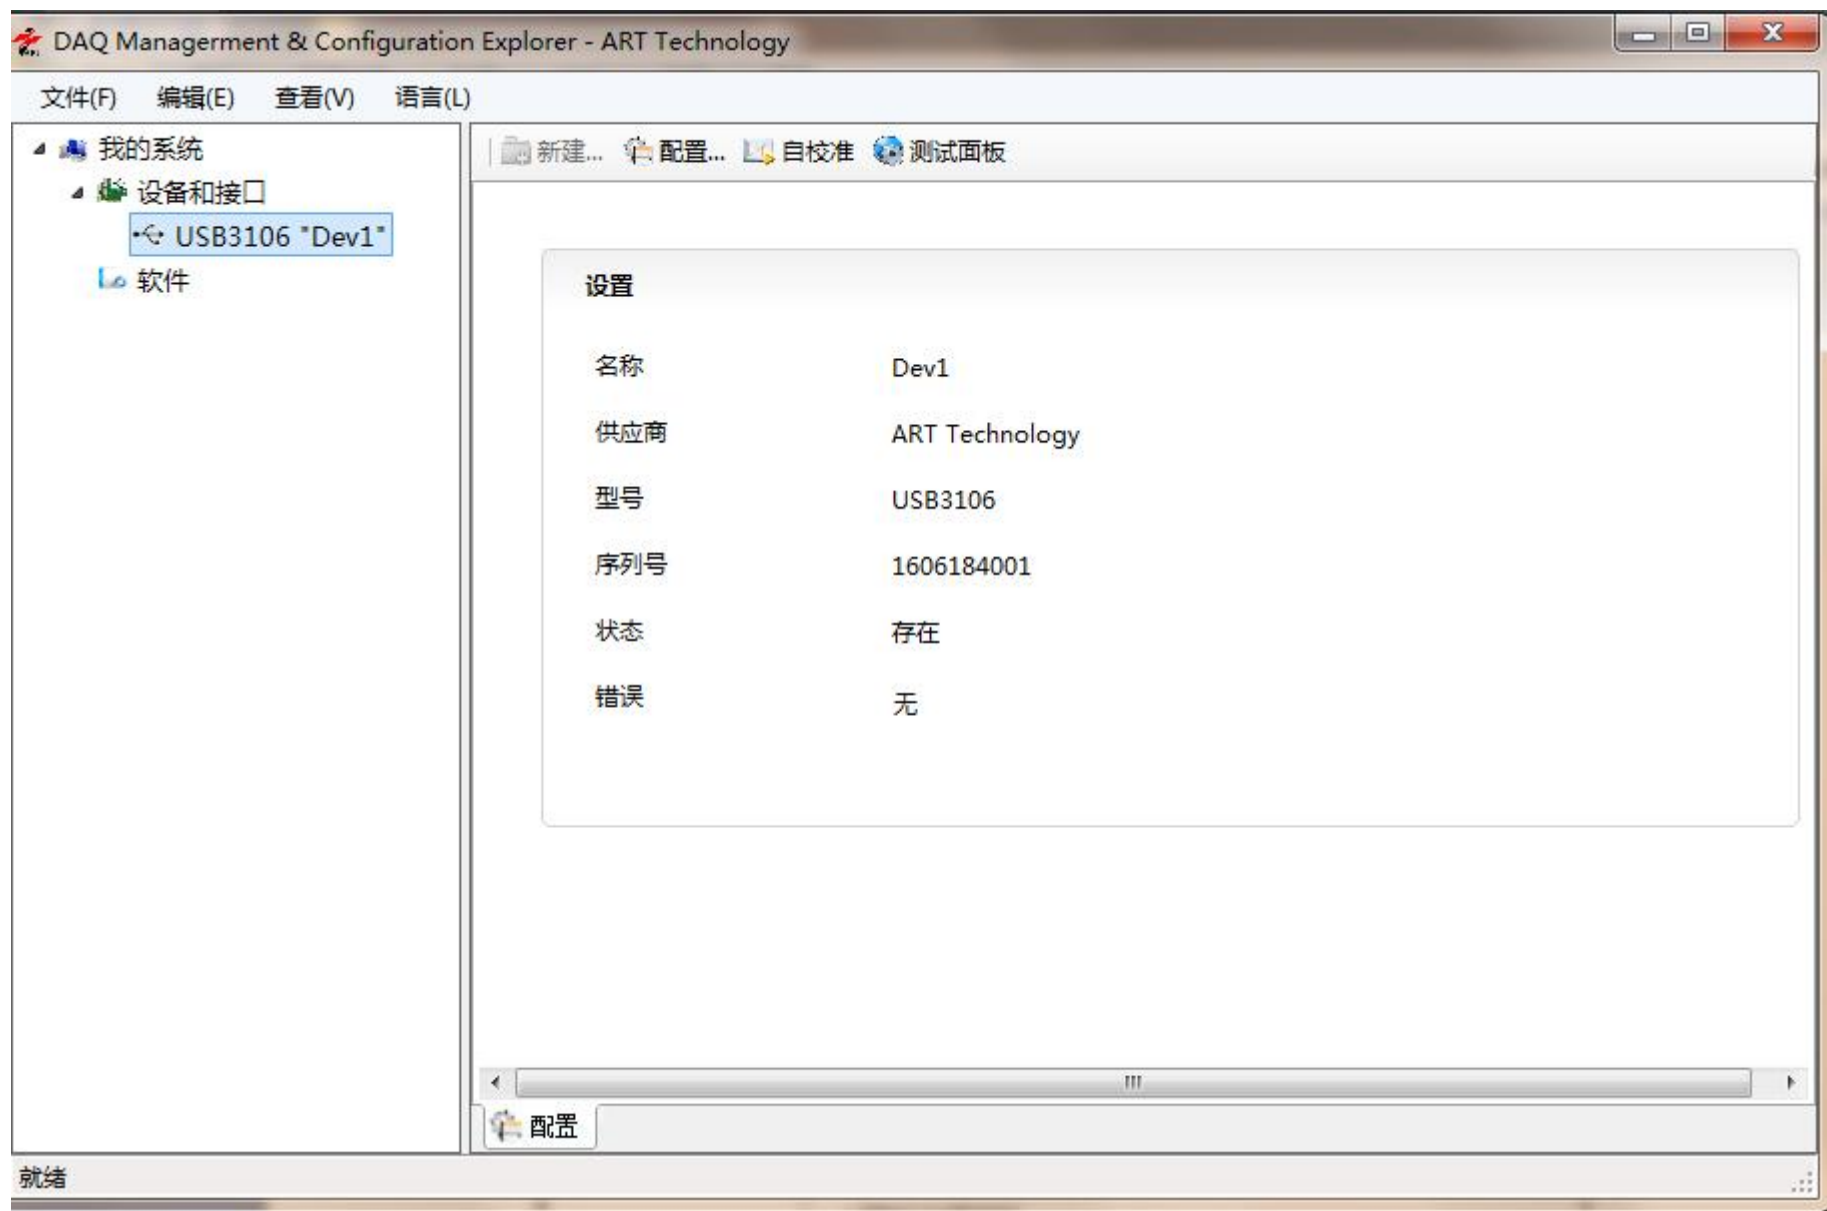 DAQ Managerment & Configuration Explorer - ART Technology
文件(F) 编辑(E) 查看(V) 语言(L)
我的系统
设备和接口
USB3106 "Dev1"
软件
新建... 配置... 自校准 测试面板
设置
名称 Dev1
供应商 ART Technology
型号 USB3106
序列号 1606184001
状态 存在
错误 无
配置
就绪